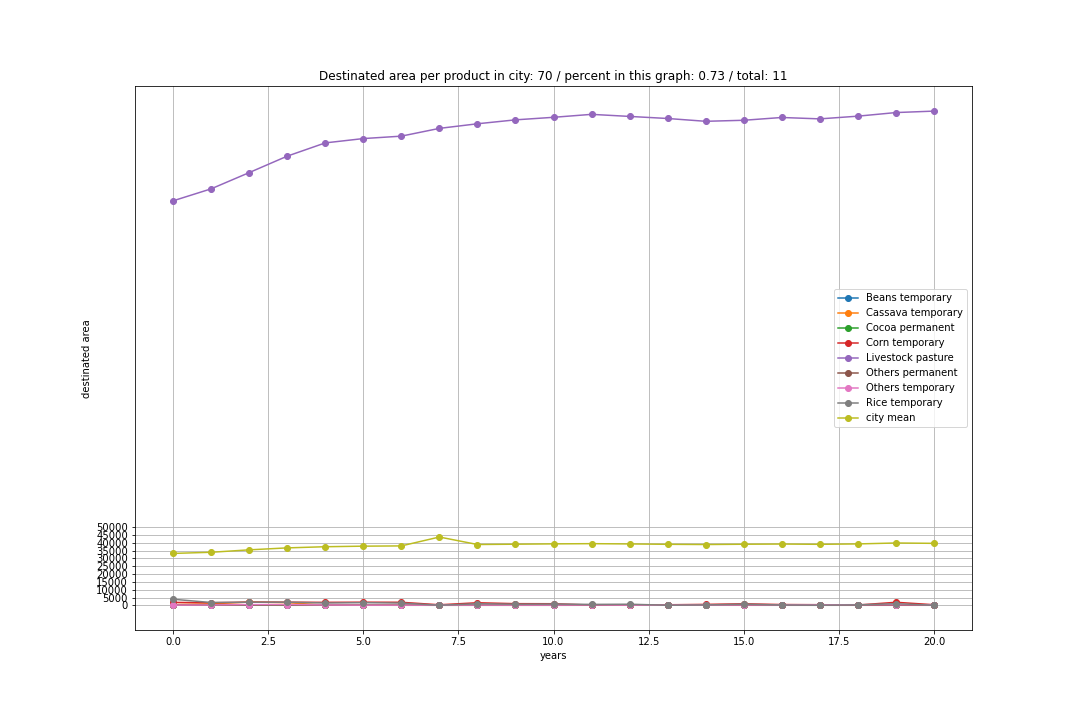 Destinated area per product in city: 70 / percent in this graph: 0.73 / total: 11
destinated area
Beans temporary
Cassava temporary
Cocoa permanent
Corn temporary
Livestock pasture
Others permanent
Others temporary
Rice temporary
city mean
50000
45000
40000
35000
30000
25000
20000
15000
10000
5000
0
0.0 2.5 5.0 7.5 10.0 12.5 15.0 17.5 20.0
years